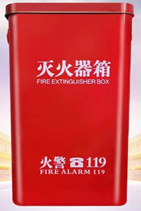 灭火器箱
FIRE EXTINGUISHER BOX
火警☎119
FIRE ALARM 119